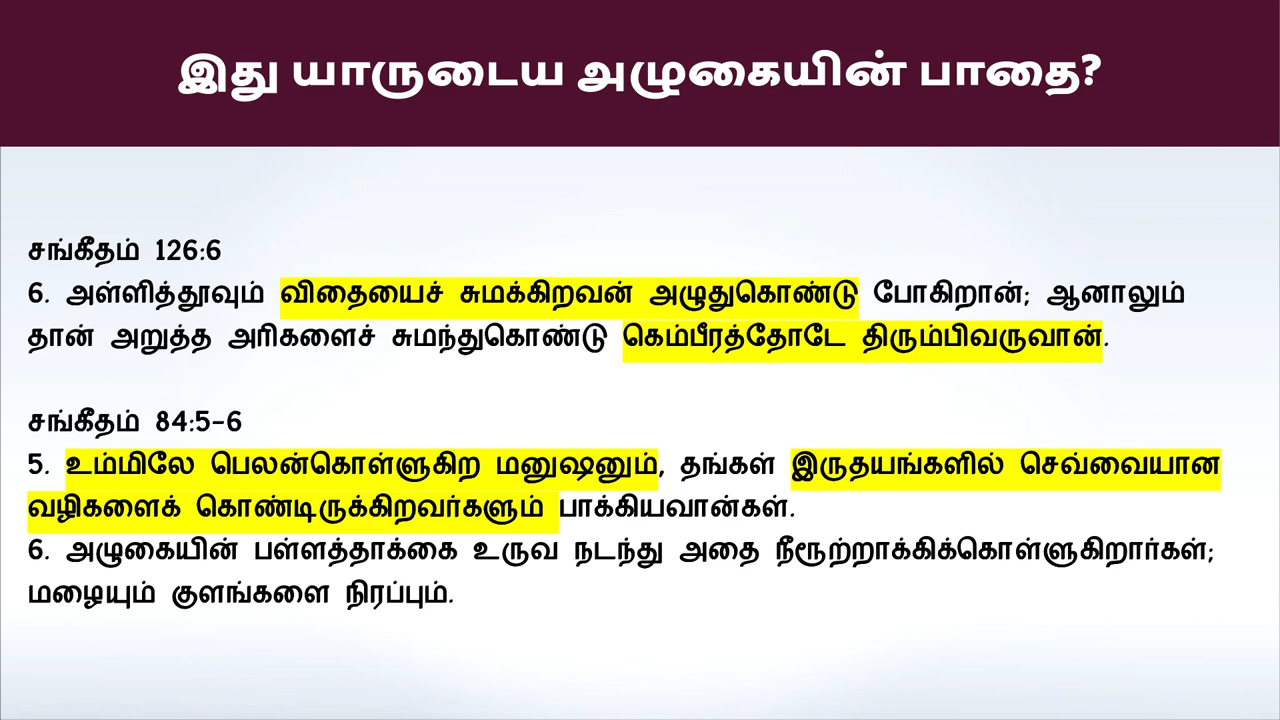 இது யாருடைய அழுகையின் பாதை?
சங்கீதம் 126:6
6. அள்ளித்தூவும் விதையைச் சுமக்கிறவன் அழுதுகொண்டு போகிறான்; ஆனாலும்
தான் அறுத்த அரிகளைச் சுமந்துகொண்டு கெம்பீரத்தோடே திரும்பிவருவான்.
சங்கீதம் 84:5-6
5. உம்மிலே பெலன்கொள்ளுகிற மனுஷனும், தங்கள் இருதயங்களில் செவ்வையான
வழிகளைக் கொண்டிருக்கிறவர்களும் பாக்கியவான்கள்.
6. அழுகையின் பள்ளத்தாக்கை உருவ நடந்து அதை நீரூற்றாக்கிக்கொள்ளுகிறார்கள்;
மழையும் குளங்களை நிரப்பும்.